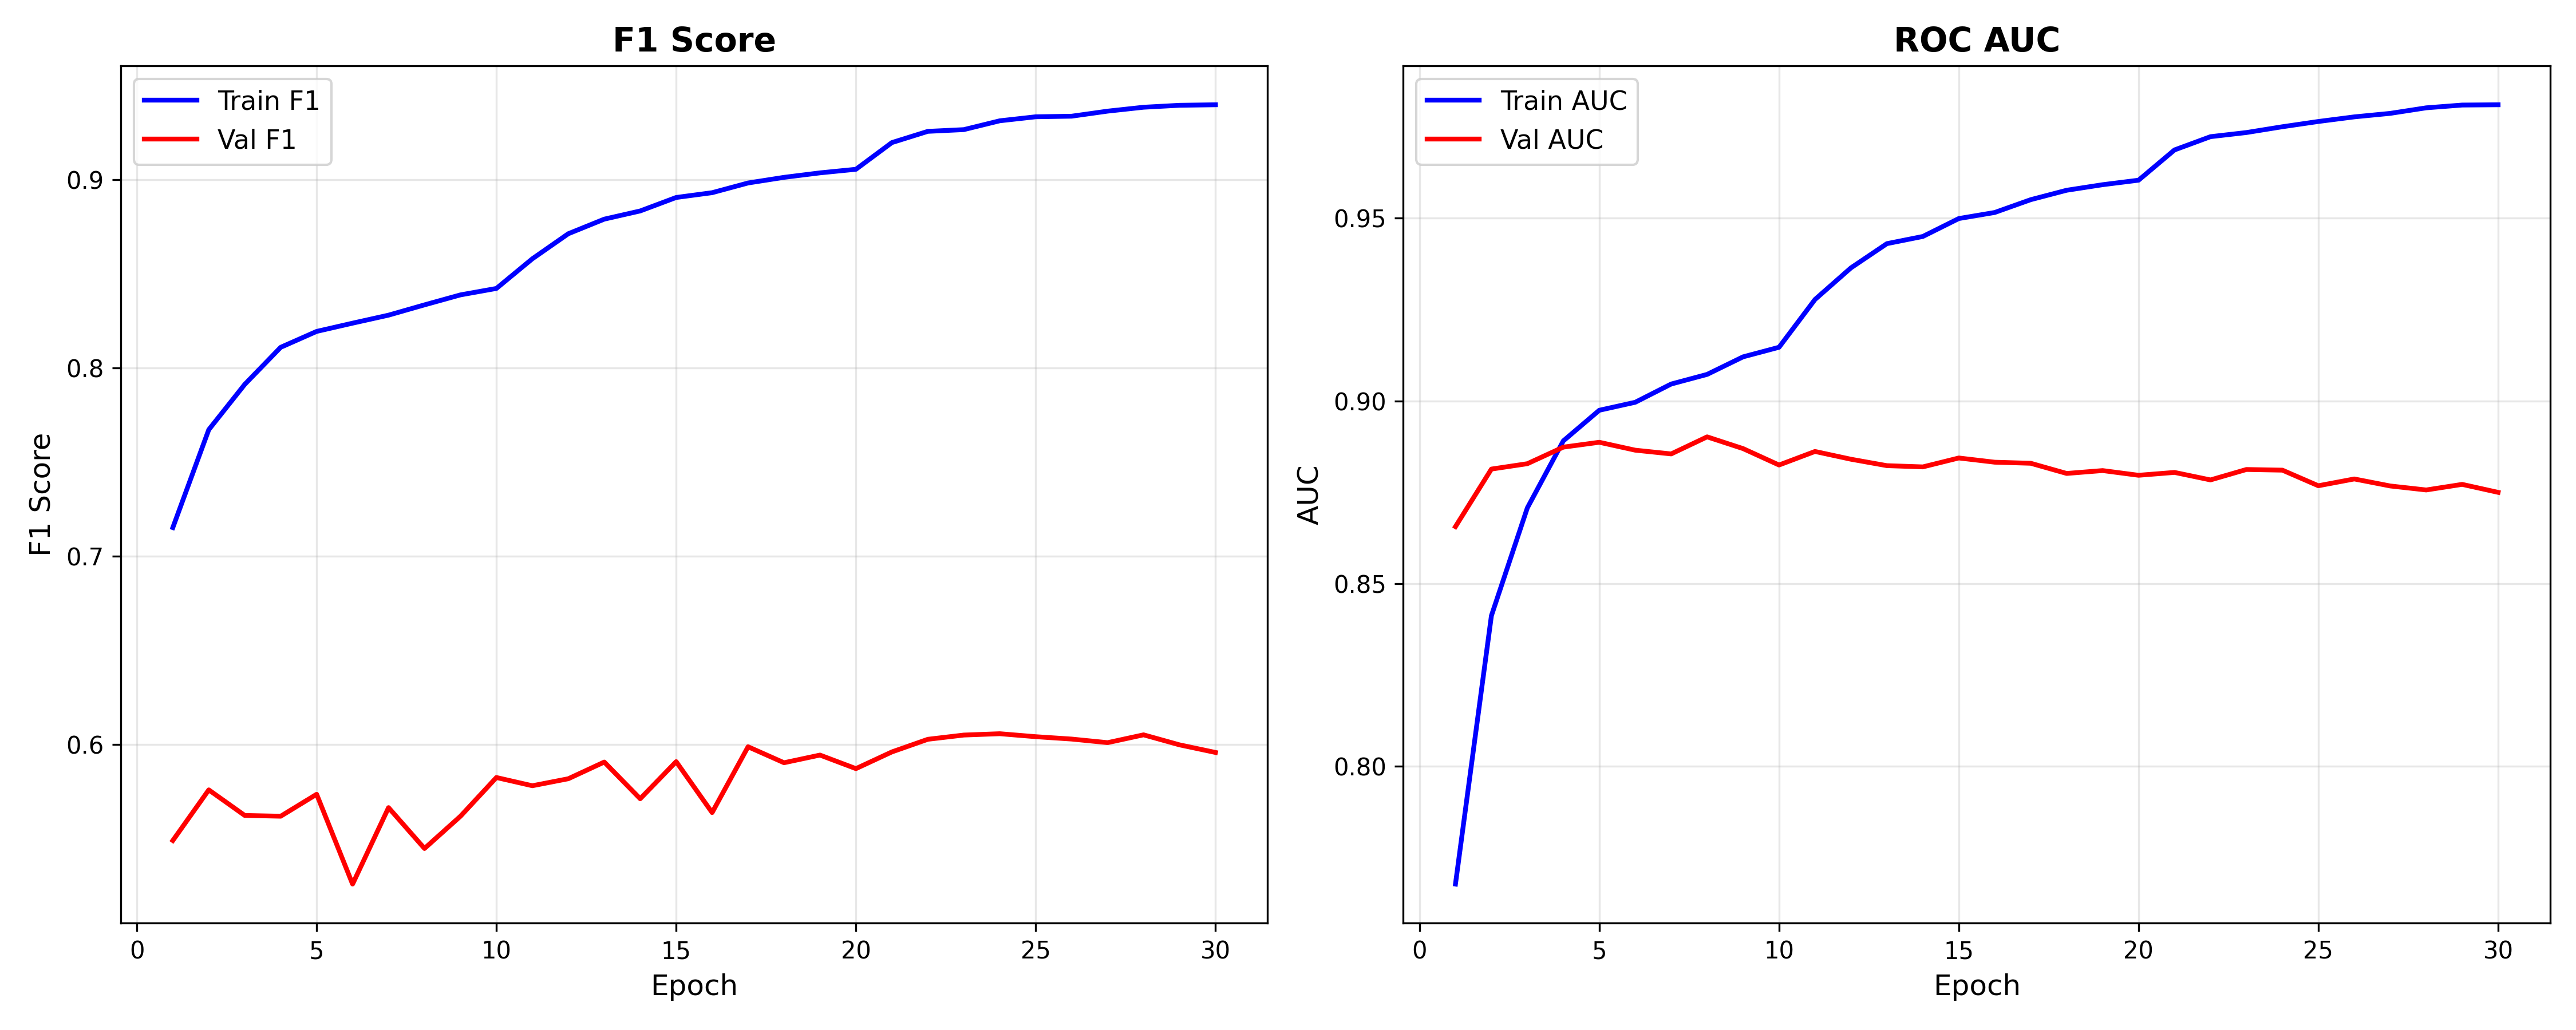 F1 Score
Train F1
Val F1
F1 Score
0.9
0.8
0.7
0.6
0 5 10 15 20 25 30
Epoch
ROC AUC
Train AUC
Val AUC
AUC
0.95
0.90
0.85
0.80
0 5 10 15 20 25 30
Epoch